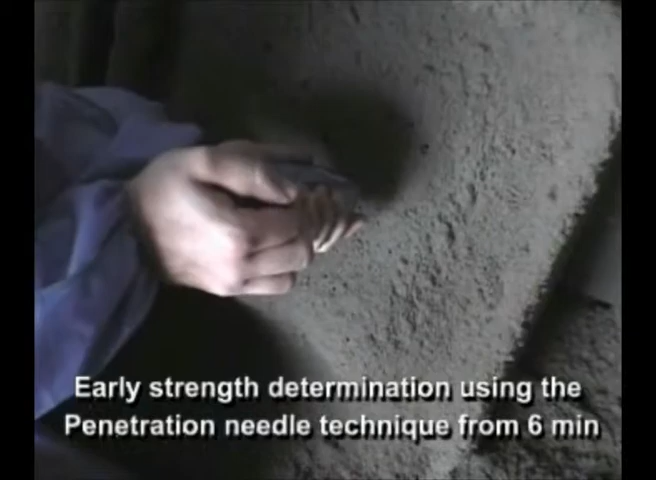 Early strength determination using the
Penetration needle technique from 6 min